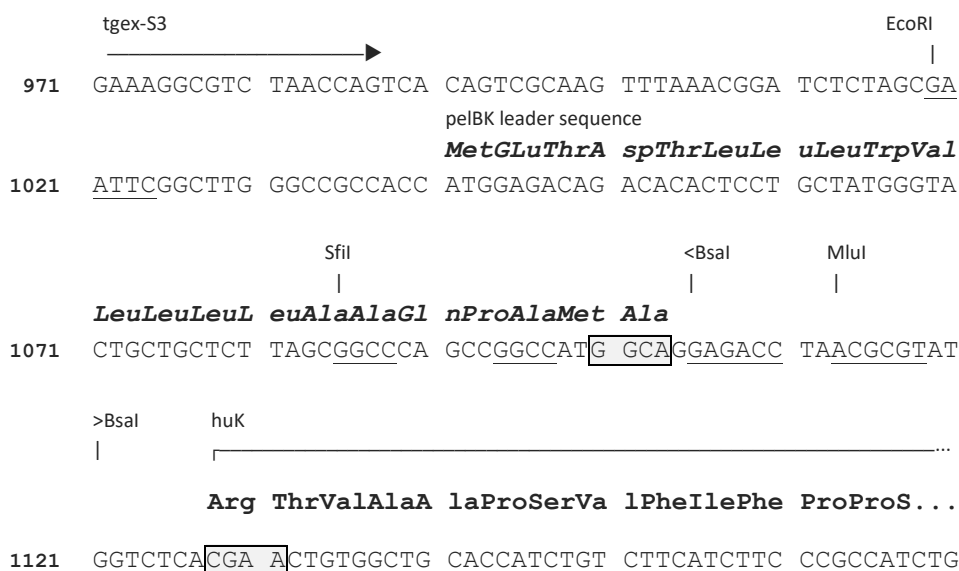 tgex-S3 EcoRI
971 GAAAGGCGTC TAACCAGTCA CAGTCGCAAG TTTAAACGGA TCTCTAGCGA
pelBK leader sequence
MetGLuThrA spThrLeuLe uLeuTrpVal
1021 ATTCGGCTTG GGCCGCCACC ATGGAGACAG ACACACTCCT GCTATGGGTA
SfiI <BsaI MluI
LeuLeuLeuL euAlaAlaGl nProAlaMet Ala
1071 CTGCTGCTCT TAGCGGCCCA GCCGGCCATG GCAGGAGACC TAACGCGTAT
>BsaI huK
Arg ThrValAlaA laProSerVa lPheIlePhe ProProS...
1121 GGTCTCACGA ACTGTGGCTG CACCATCTGT CTTCATCTTC CCGCCATCTG